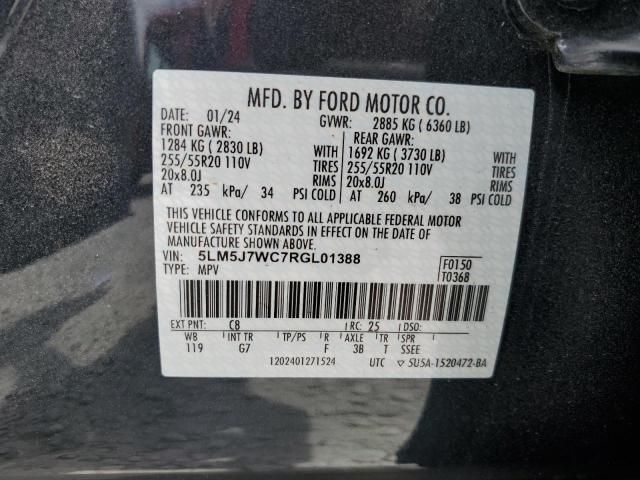 MFD. BY FORD MOTOR CO.
DATE: 01/24 GVWR: 2885 KG ( 6360 LB)
FRONT GAWR: REAR GAWR:
1284 KG ( 2830 LB) WITH 1692 KG ( 3730 LB) WITH
255/55R20 110V TIRES 255/55R20 110V TIRES
20x8.0J RIMS 20x8.0J RIMS
AT 235 kPa/ 34 PSI COLD AT 260 kPa/ 38 PSI COLD
THIS VEHICLE CONFORMS TO ALL APPLICABLE FEDERAL MOTOR
VEHICLE SAFETY STANDARDS IN EFFECT ON THE DATE OF
MANUFACTURE SHOWN ABOVE.
VIN: 5LM5J7WC7RGL01388 F0150
TYPE: MPV T0368
EXT PNT: C8 RC: 25 DSO:
WB INT TR TP/PS R AXLE TR SPR
119 G7 F 3B T SSEE
1202401271524 UTC ▽ 5U5A-1520472-BA